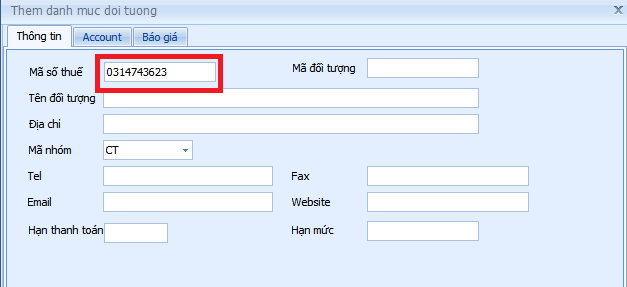 Them danh muc doi tuong
Thông tin Account Báo giá
Mã số thuế 0314743623 Mã đối tượng
Tên đối tượng
Địa chỉ
Mã nhóm CT
Tel Fax
Email Website
Hạn thanh toán Hạn mức